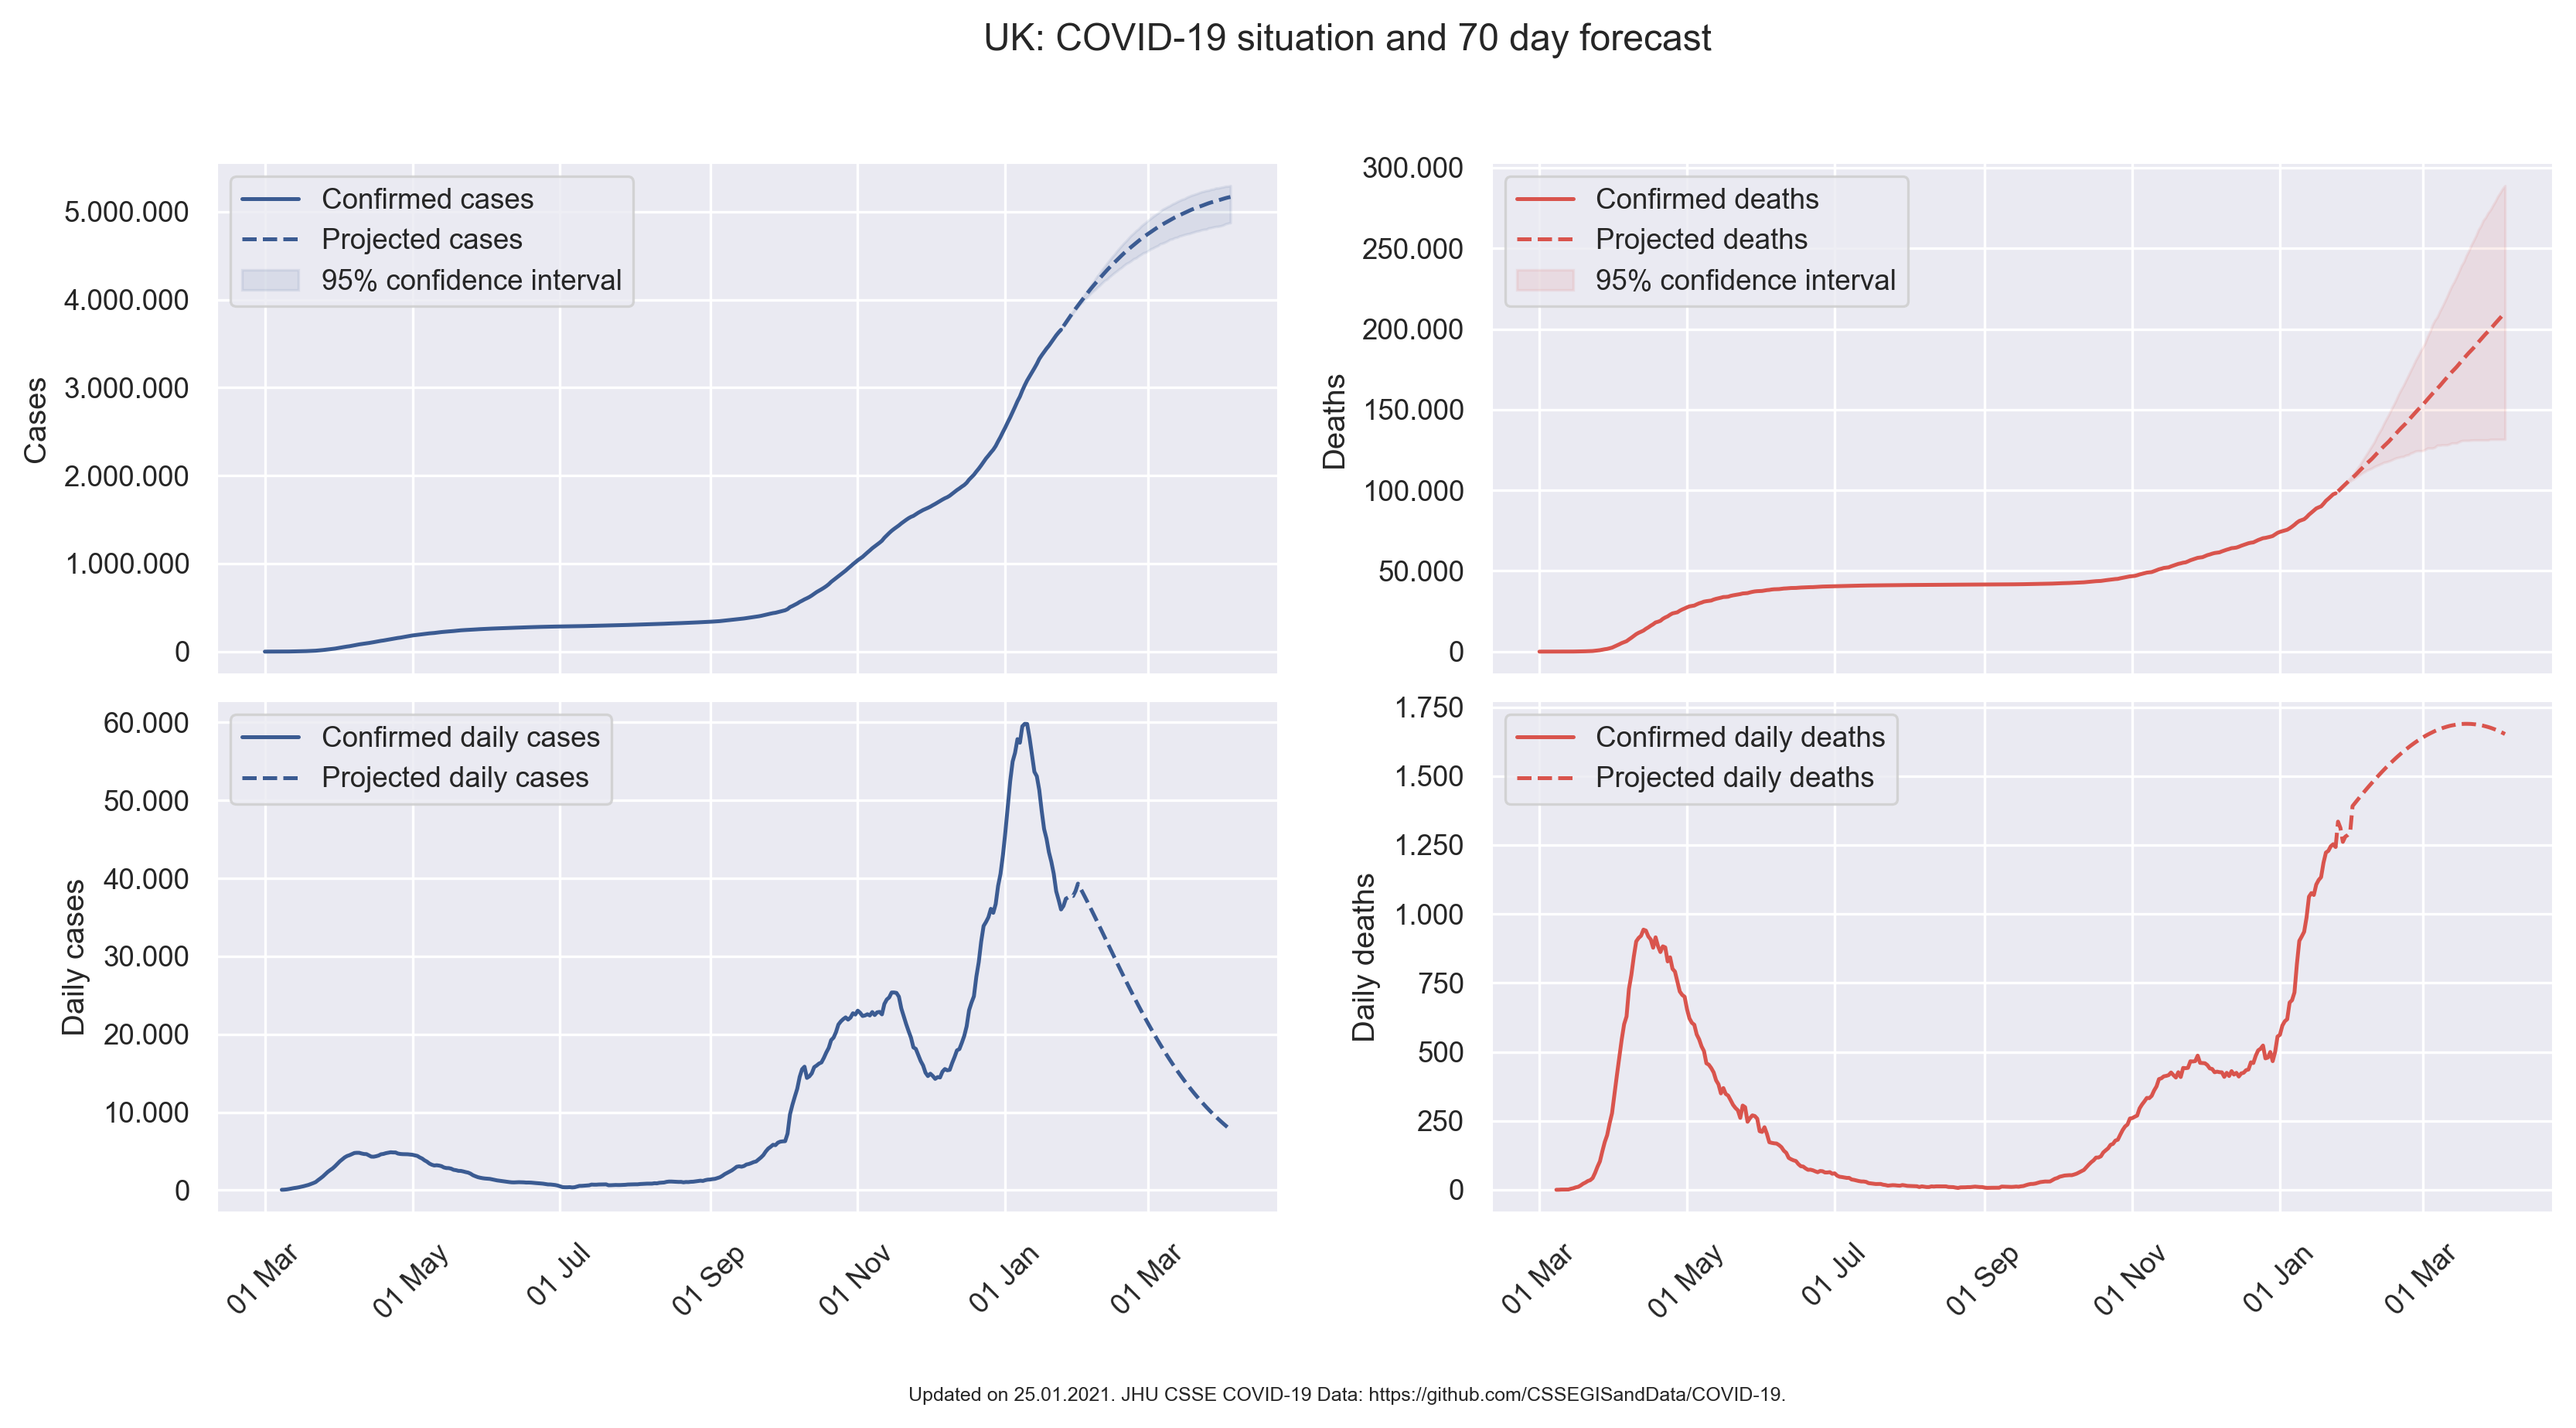 UK: COVID-19 situation and 70 day forecast
Confirmed cases
Projected cases
95% confidence interval
Cases
5.000.000
4.000.000
3.000.000
2.000.000
1.000.000
0
Confirmed deaths
Projected deaths
95% confidence interval
Deaths
300.000
250.000
200.000
150.000
100.000
50.000
0
Confirmed daily cases
Projected daily cases
Daily cases
60.000
50.000
40.000
30.000
20.000
10.000
0
01 Mar
01 May
01 Jul
01 Sep
01 Nov
01 Jan
01 Mar
Confirmed daily deaths
Projected daily deaths
Daily deaths
1.750
1.500
1.250
1.000
750
500
250
0
01 Mar
01 May
01 Jul
01 Sep
01 Nov
01 Jan
01 Mar
Updated on 25.01.2021. JHU CSSE COVID-19 Data: https://github.com/CSSEGISandData/COVID-19.